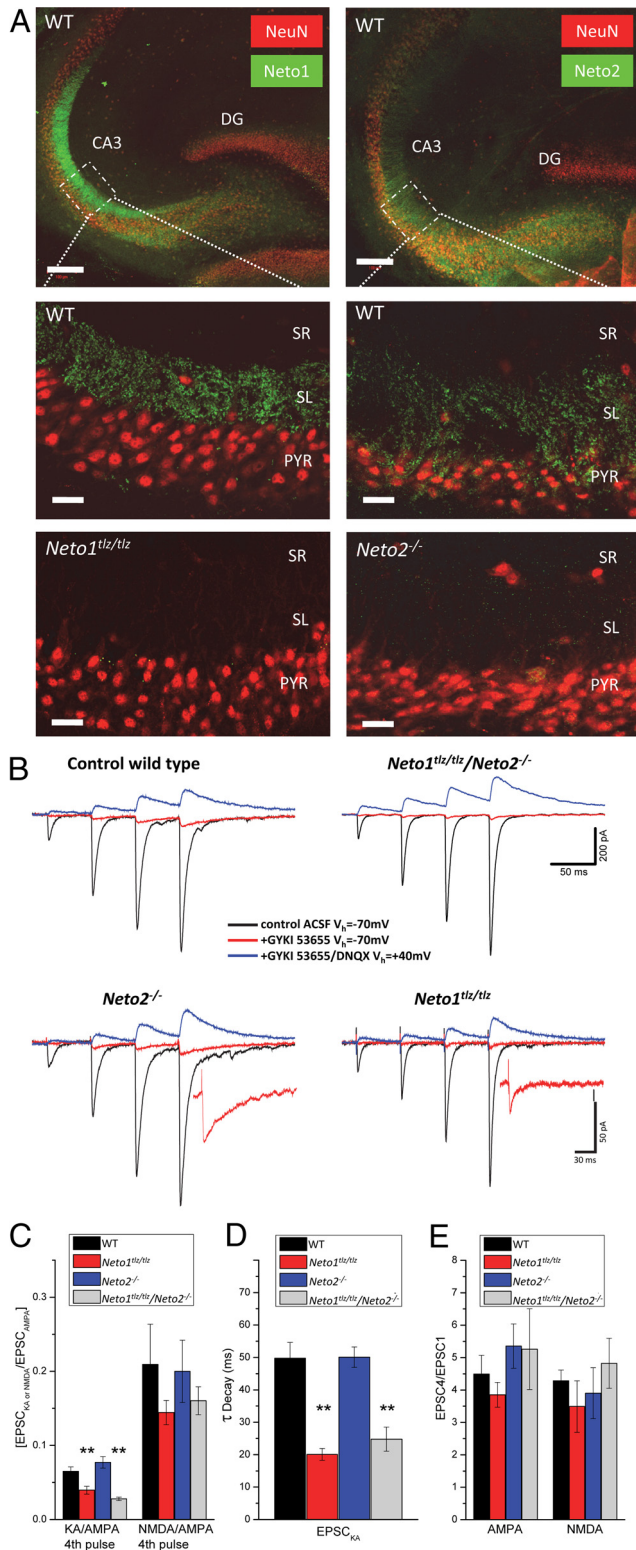 A
WT
NeuN
Neto1
CA3
DG
WT
NeuN
Neto2
CA3
DG
WT
SR
SL
PYR
WT
SR
SL
PYR
Neto1tlz/tlz
SR
SL
PYR
Neto2-/-
SR
SL
PYR
B
Control wild type
Neto1tlz/tlz/Neto2-/-
200 pA
50 ms
control ACSF Vh=-70mV
+GYKI 53655 Vh=-70mV
+GYKI 53655/DNQX Vh=+40mV
Neto2-/-
Neto1tlz/tlz
50 pA
30 ms
C
WT
Neto1tlz/tlz
Neto2-/-
Neto1tlz/tlz/Neto2-/-
[EPSCKA or NMDA/EPSCAMPA]
0.3
0.2
0.1
0.0
** **
KA/AMPA
4th pulse
NMDA/AMPA
4th pulse
D
WT
Neto1tlz/tlz
Neto2-/-
Neto1tlz/tlz/Neto2-/-
τ Decay (ms)
80
70
60
50
40
30
20
10
0
** **
EPSCKA
E
WT
Neto1tlz/tlz
Neto2-/-
Neto1tlz/tlz/Neto2-/-
EPSC4/EPSC1
8
7
6
5
4
3
2
1
0
AMPA
NMDA